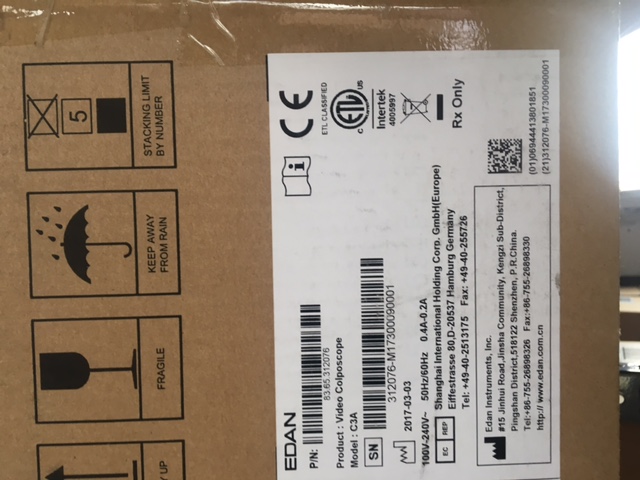 EDAN
P/N:
83.65.312076
Product : Video Colposcope
Model : C3A
SN
312076-M17300090001
2017-03-03
100V-240V~ 50Hz/60Hz 0.4A-0.2A
EC REP
Shanghai International Holding Corp. GmbH(Europe)
Eiffestrasse 80,D-20537 Hamburg Germany
Tel: +49-40-2513175 Fax: +49-40-255726
Edan Instruments, Inc.
#15 Jinhui Road,Jinsha Community, Kengzi Sub-District,
Pingshan District,518122 Shenzhen, P.R.China.
Tel:+86-755-26898326 Fax:+86-755-26898330
http:// www.edan.com.cn
CE
ETL CLASSIFIED
C ETL US
Intertek
4005997
Rx Only
(01)06944413801851
(21)312076-M17300090001
UP
FRAGILE
KEEP AWAY
FROM RAIN
5
STACKING LIMIT
BY NUMBER